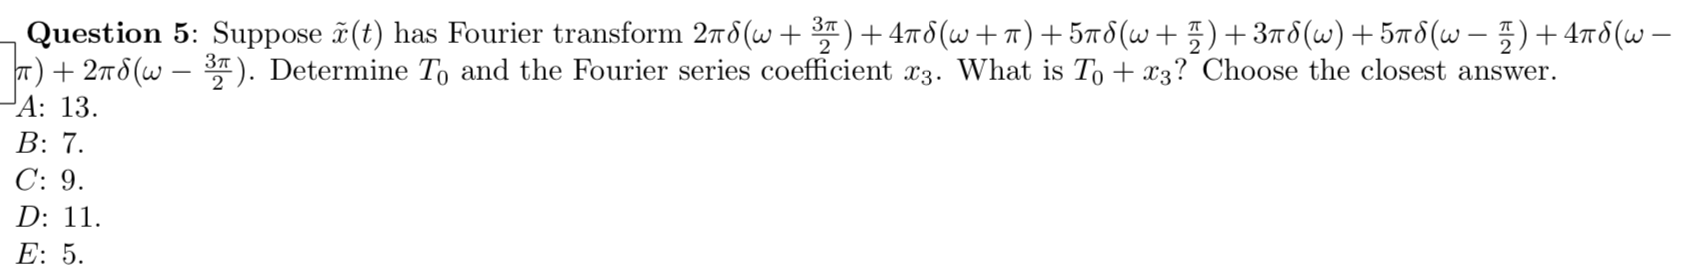 Question 5: Suppose x̃(t) has Fourier transform 2πδ(ω + 3π/2) + 4πδ(ω + π) + 5πδ(ω + π/2) + 3πδ(ω) + 5πδ(ω − π/2) + 4πδ(ω −
π) + 2πδ(ω − 3π/2). Determine T₀ and the Fourier series coefficient x₃. What is T₀ + x₃? Choose the closest answer.
A: 13.
B: 7.
C: 9.
D: 11.
E: 5.